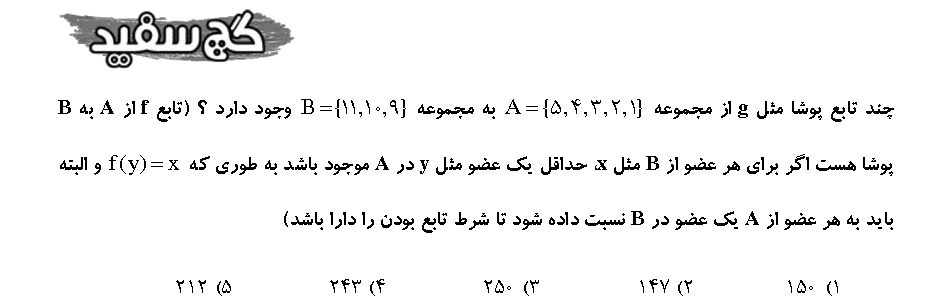 گچ سفید
چند تابع پوشا مثل g از مجموعه A={۵,۴,۳,۲,۱} به مجموعه B={۱۱,۱۰,۹} وجود دارد ؟ (تابع f از A به B
پوشا هست اگر برای هر عضو از B مثل x، حداقل یک عضو مثل y در A موجود باشد به طوری که f(y)=x و البته
باید به هر عضو از A یک عضو در B نسبت داده شود تا شرط تابع بودن را دارا باشد)
۱) ۱۵۰ ۲) ۱۴۷ ۳) ۲۵۰ ۴) ۲۴۳ ۵) ۲۱۲